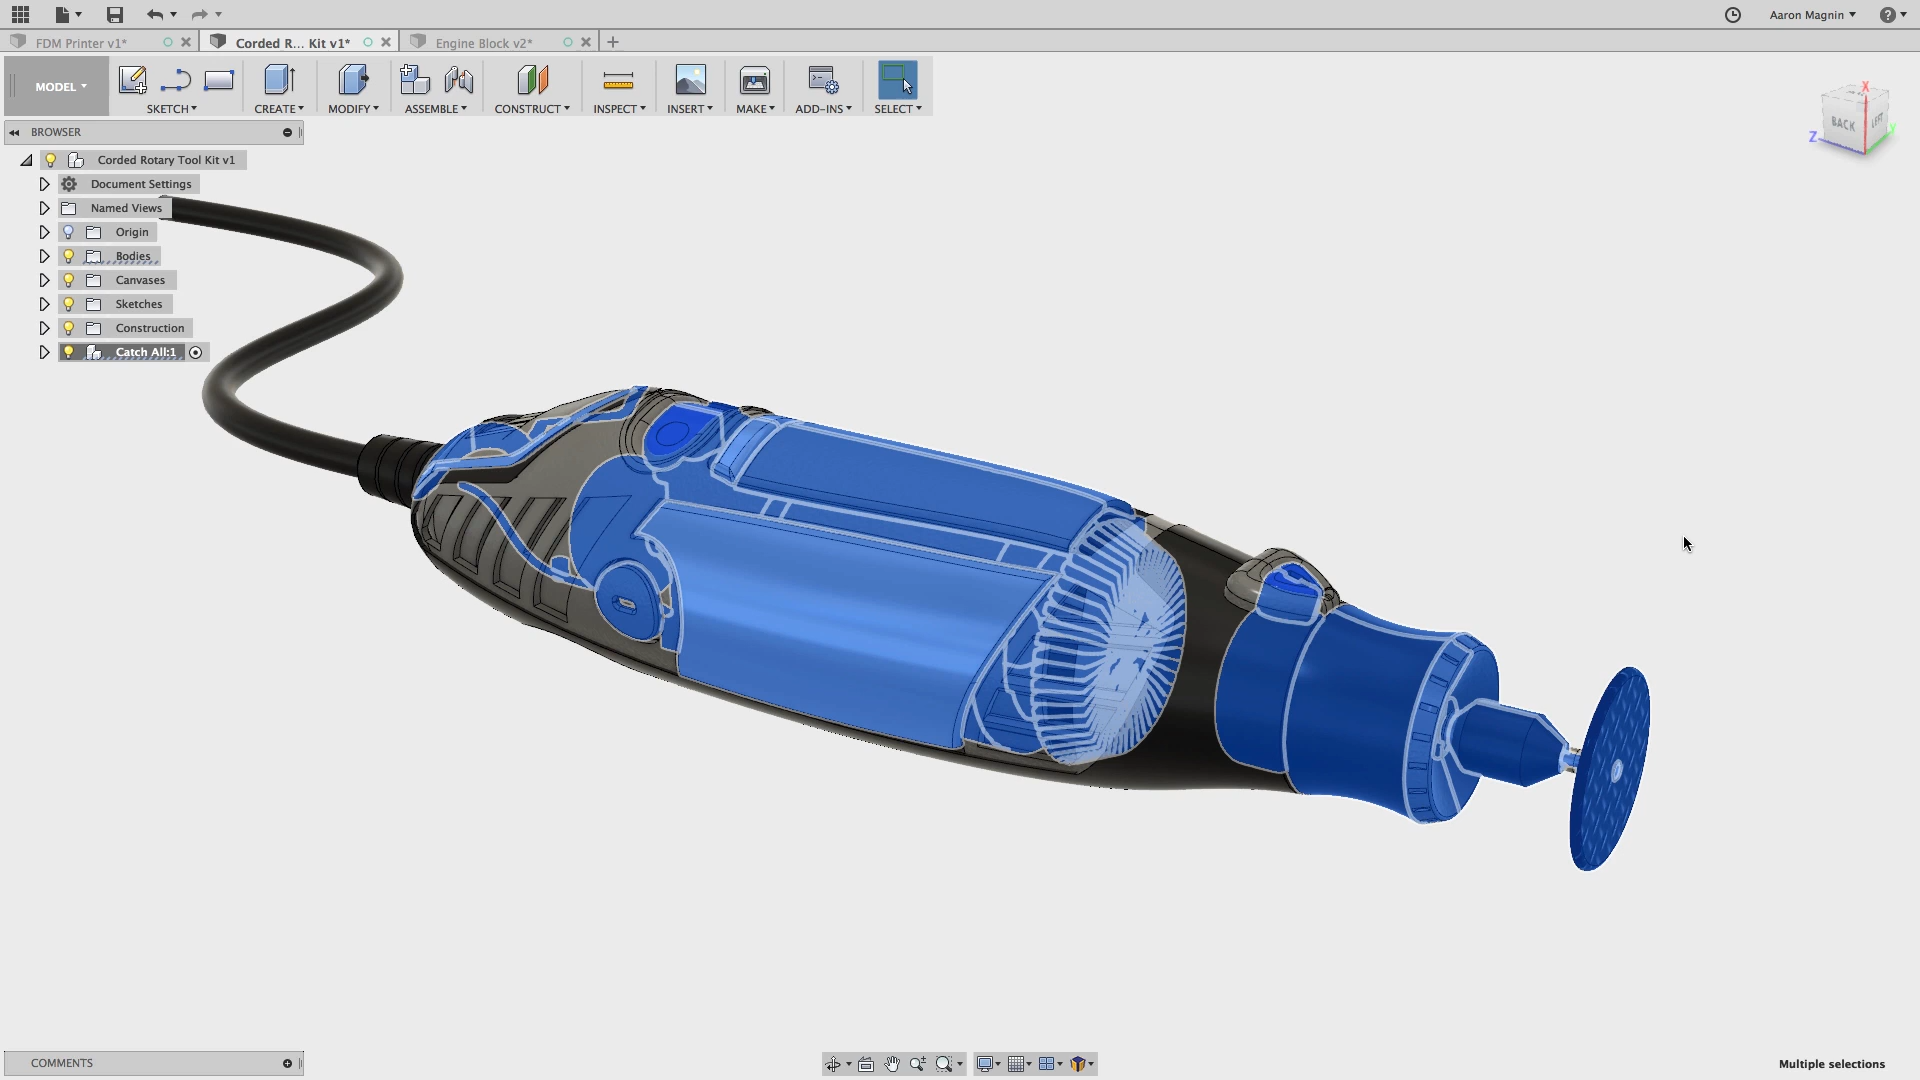 Aaron Magnin
?
FDM Printer v1*
Corded R... Kit v1*
Engine Block v2*
MODEL
SKETCH
CREATE
MODIFY
ASSEMBLE
CONSTRUCT
INSPECT
INSERT
MAKE
ADD-INS
SELECT
X
BACK
LEFT
Z
Y
BROWSER
Corded Rotary Tool Kit v1
Document Settings
Named Views
Origin
Bodies
Canvases
Sketches
Construction
Catch All:1
COMMENTS
Multiple selections